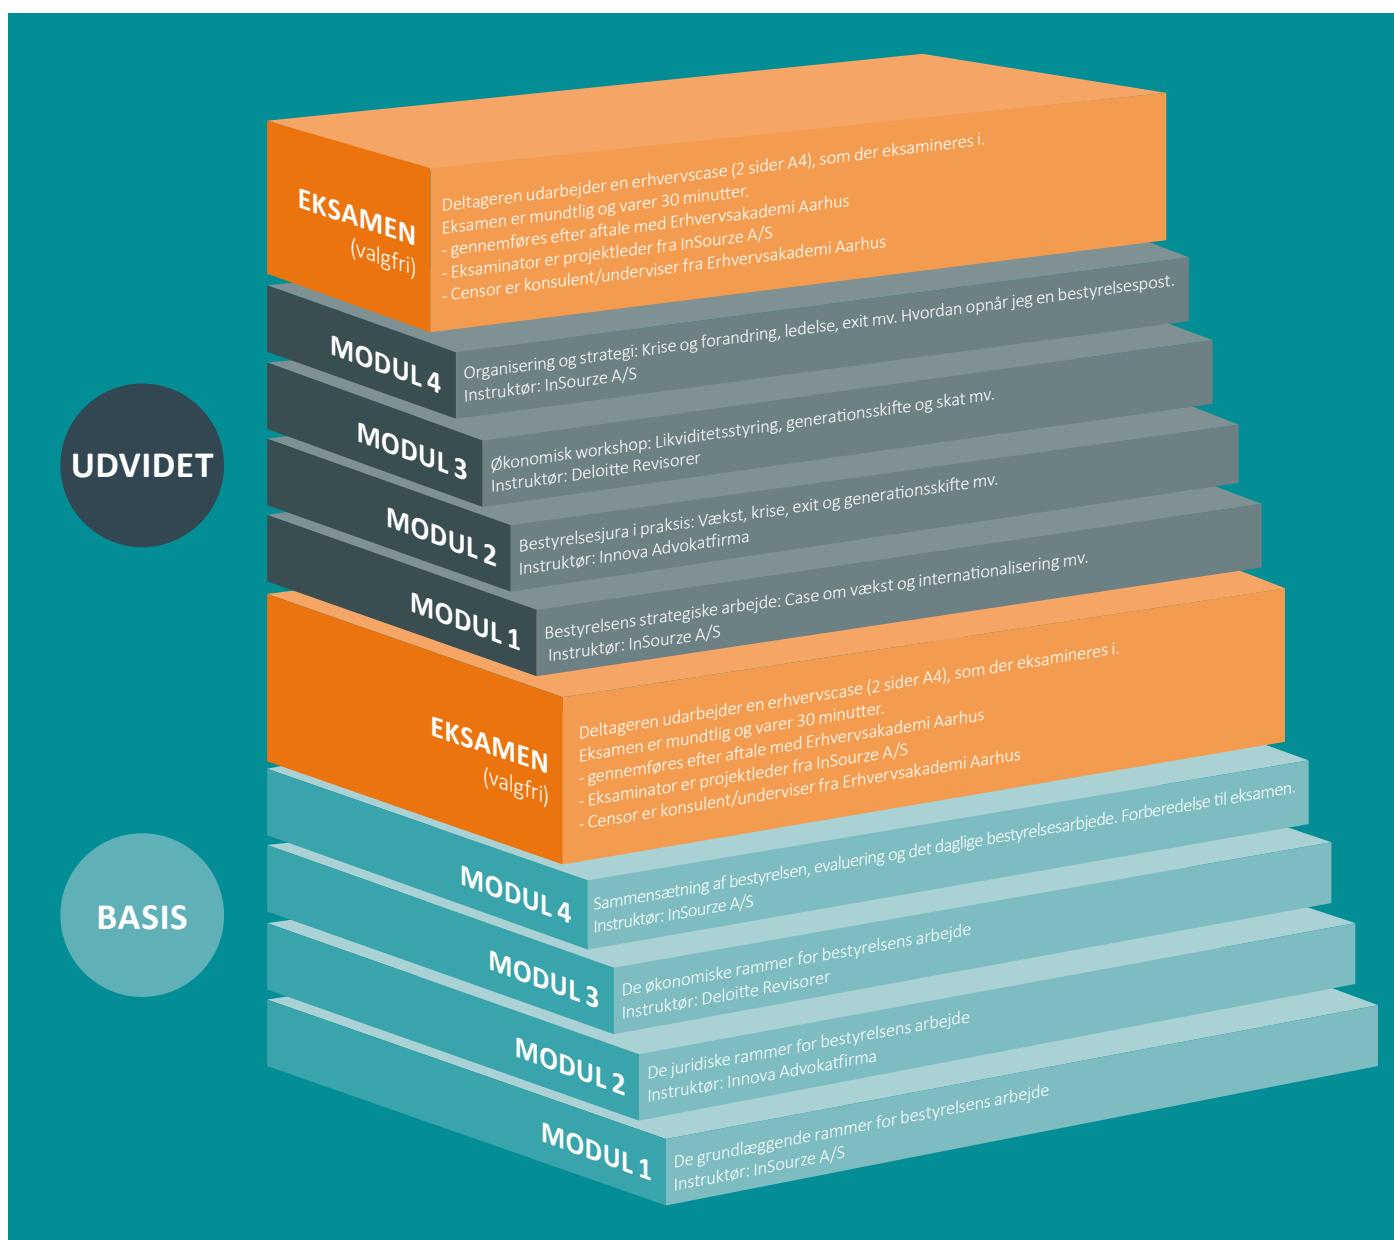 EKSAMEN
(valgfri)
Deltageren udarbejder en erhvervscase (2 sider A4), som der eksamineres i.
Eksamen er mundtlig og varer 30 minutter.
- gennemføres efter aftale med Erhvervsakademi Aarhus
- Eksaminator er projektleder fra InSourze A/S
- Censor er konsulent/underviser fra Erhvervsakademi Aarhus
MODUL 4
Organisering og strategi: Krise og forandring, ledelse, exit mv. Hvordan opnår jeg en bestyrelsespost.
Instruktør: InSourze A/S
UDVIDET
MODUL 3
Økonomisk workshop: Likviditetsstyring, generationsskifte og skat mv.
Instruktør: Deloitte Revisorer
MODUL 2
Bestyrelsesjura i praksis: Vækst, krise, exit og generationsskifte mv.
Instruktør: Innova Advokatfirma
MODUL 1
Bestyrelsens strategiske arbejde: Case om vækst og internationalisering mv.
Instruktør: InSourze A/S
EKSAMEN
(valgfri)
Deltageren udarbejder en erhvervscase (2 sider A4), som der eksamineres i.
Eksamen er mundtlig og varer 30 minutter.
- gennemføres efter aftale med Erhvervsakademi Aarhus
- Eksaminator er projektleder fra InSourze A/S
- Censor er konsulent/underviser fra Erhvervsakademi Aarhus
MODUL 4
Sammensætning af bestyrelsen, evaluering og det daglige bestyrelsesarbjede. Forberedelse til eksamen.
Instruktør: InSourze A/S
BASIS
MODUL 3
De økonomiske rammer for bestyrelsens arbejde
Instruktør: Deloitte Revisorer
MODUL 2
De juridiske rammer for bestyrelsens arbejde
Instruktør: Innova Advokatfirma
MODUL 1
De grundlæggende rammer for bestyrelsens arbejde
Instruktør: InSourze A/S